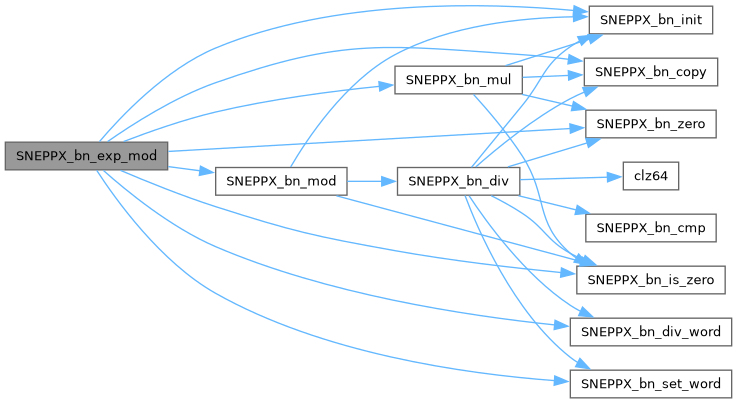 SNEPPX_bn_exp_mod
SNEPPX_bn_mod
SNEPPX_bn_mul
SNEPPX_bn_div
SNEPPX_bn_init
SNEPPX_bn_copy
SNEPPX_bn_zero
clz64
SNEPPX_bn_cmp
SNEPPX_bn_is_zero
SNEPPX_bn_div_word
SNEPPX_bn_set_word